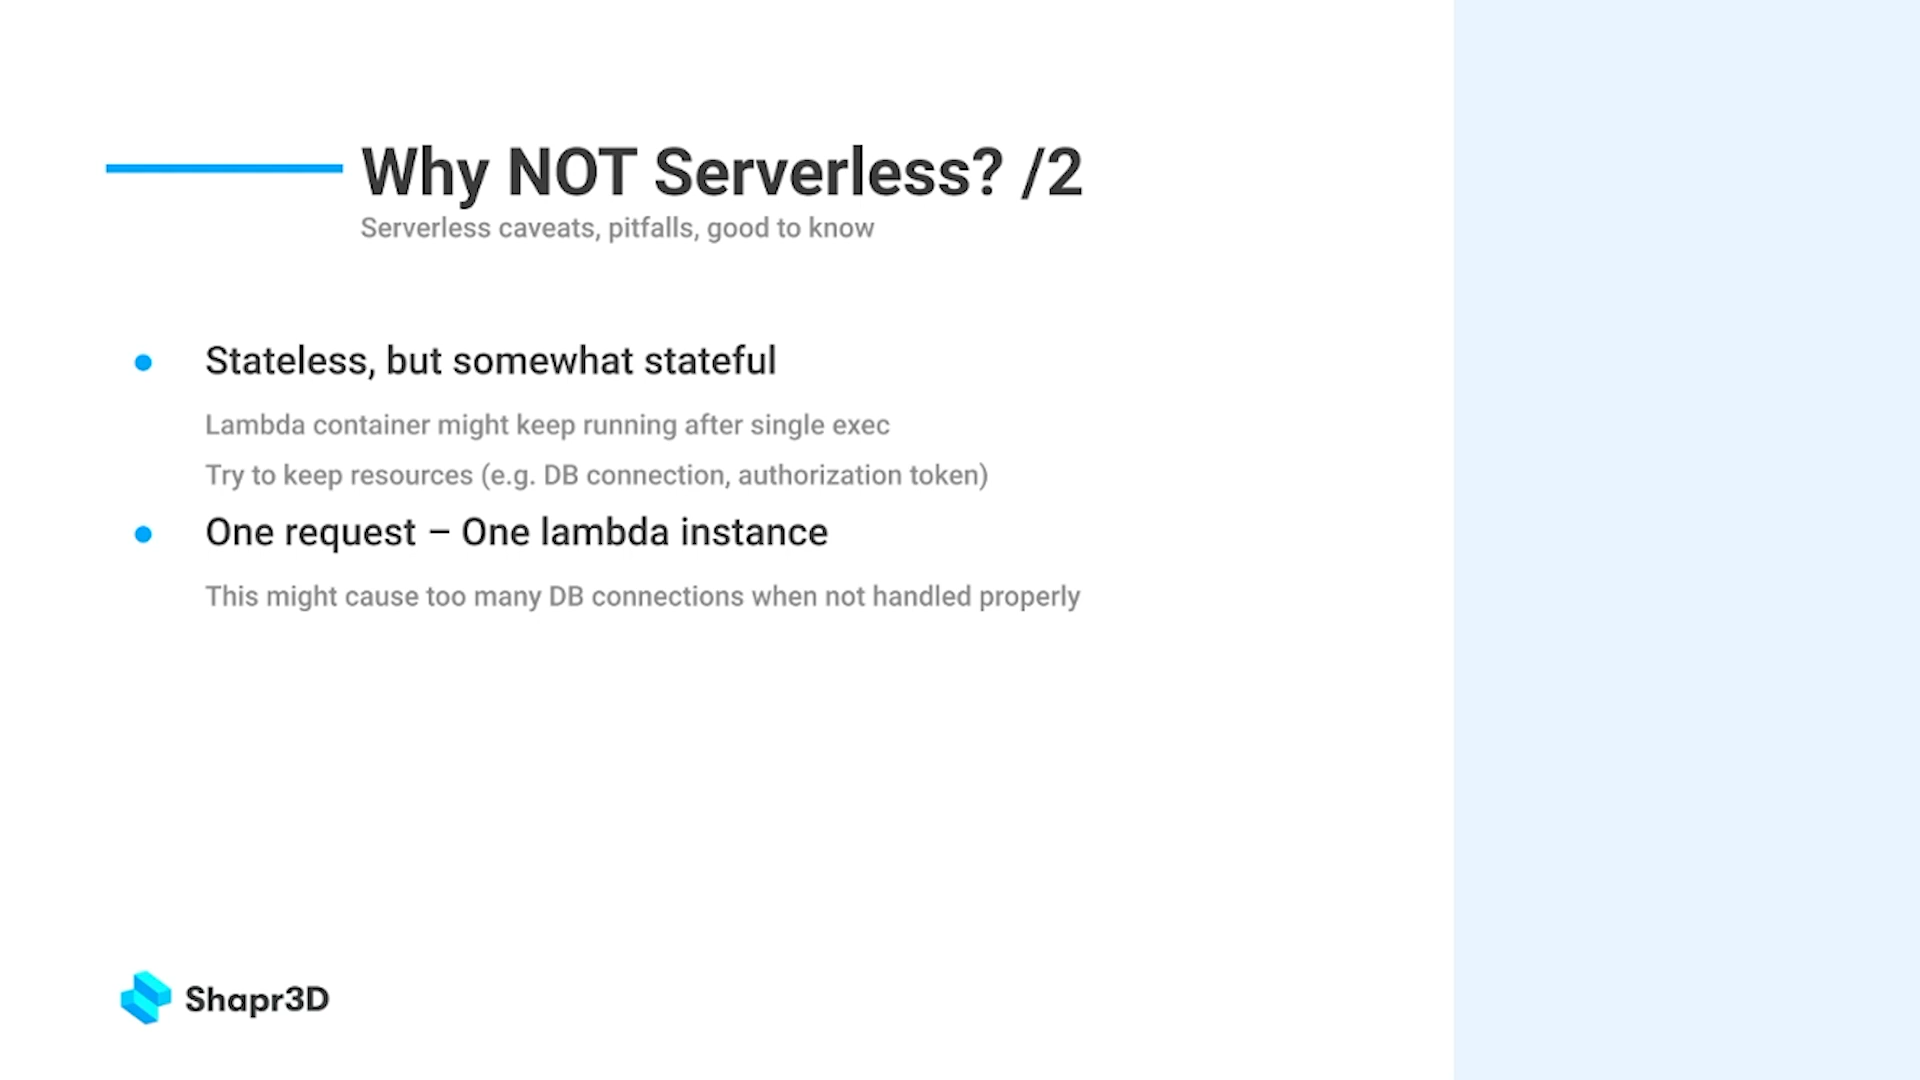 Why NOT Serverless? /2
Serverless caveats, pitfalls, good to know
Stateless, but somewhat stateful
Lambda container might keep running after single exec
Try to keep resources (e.g. DB connection, authorization token)
One request – One lambda instance
This might cause too many DB connections when not handled properly
Shapr3D